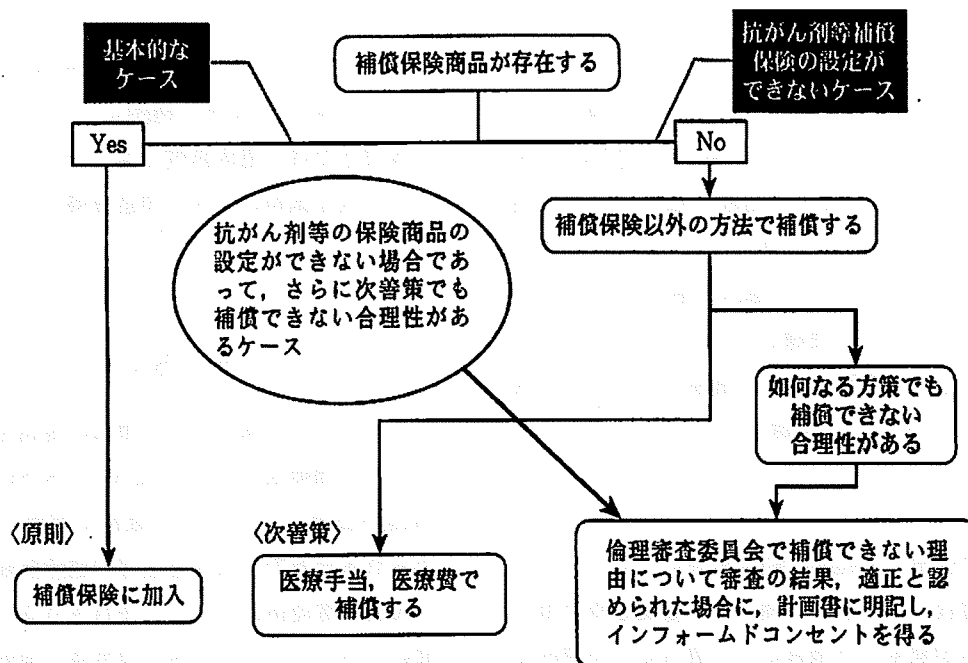 基本的な
ケース
補償保険商品が存在する
抗がん剤等補償
保険の設定が
できないケース
Yes
No
補償保険以外の方法で補償する
抗がん剤等の保険商品の
設定ができない場合であ
って，さらに次善策でも
補償できない合理性があ
るケース
如何なる方策でも
補償できない
合理性がある
〈原則〉
補償保険に加入
〈次善策〉
医療手当，医療費で
補償する
倫理審査委員会で補償できない理
由について審査の結果，適正と認
められた場合に，計画書に明記し，
インフォームドコンセントを得る